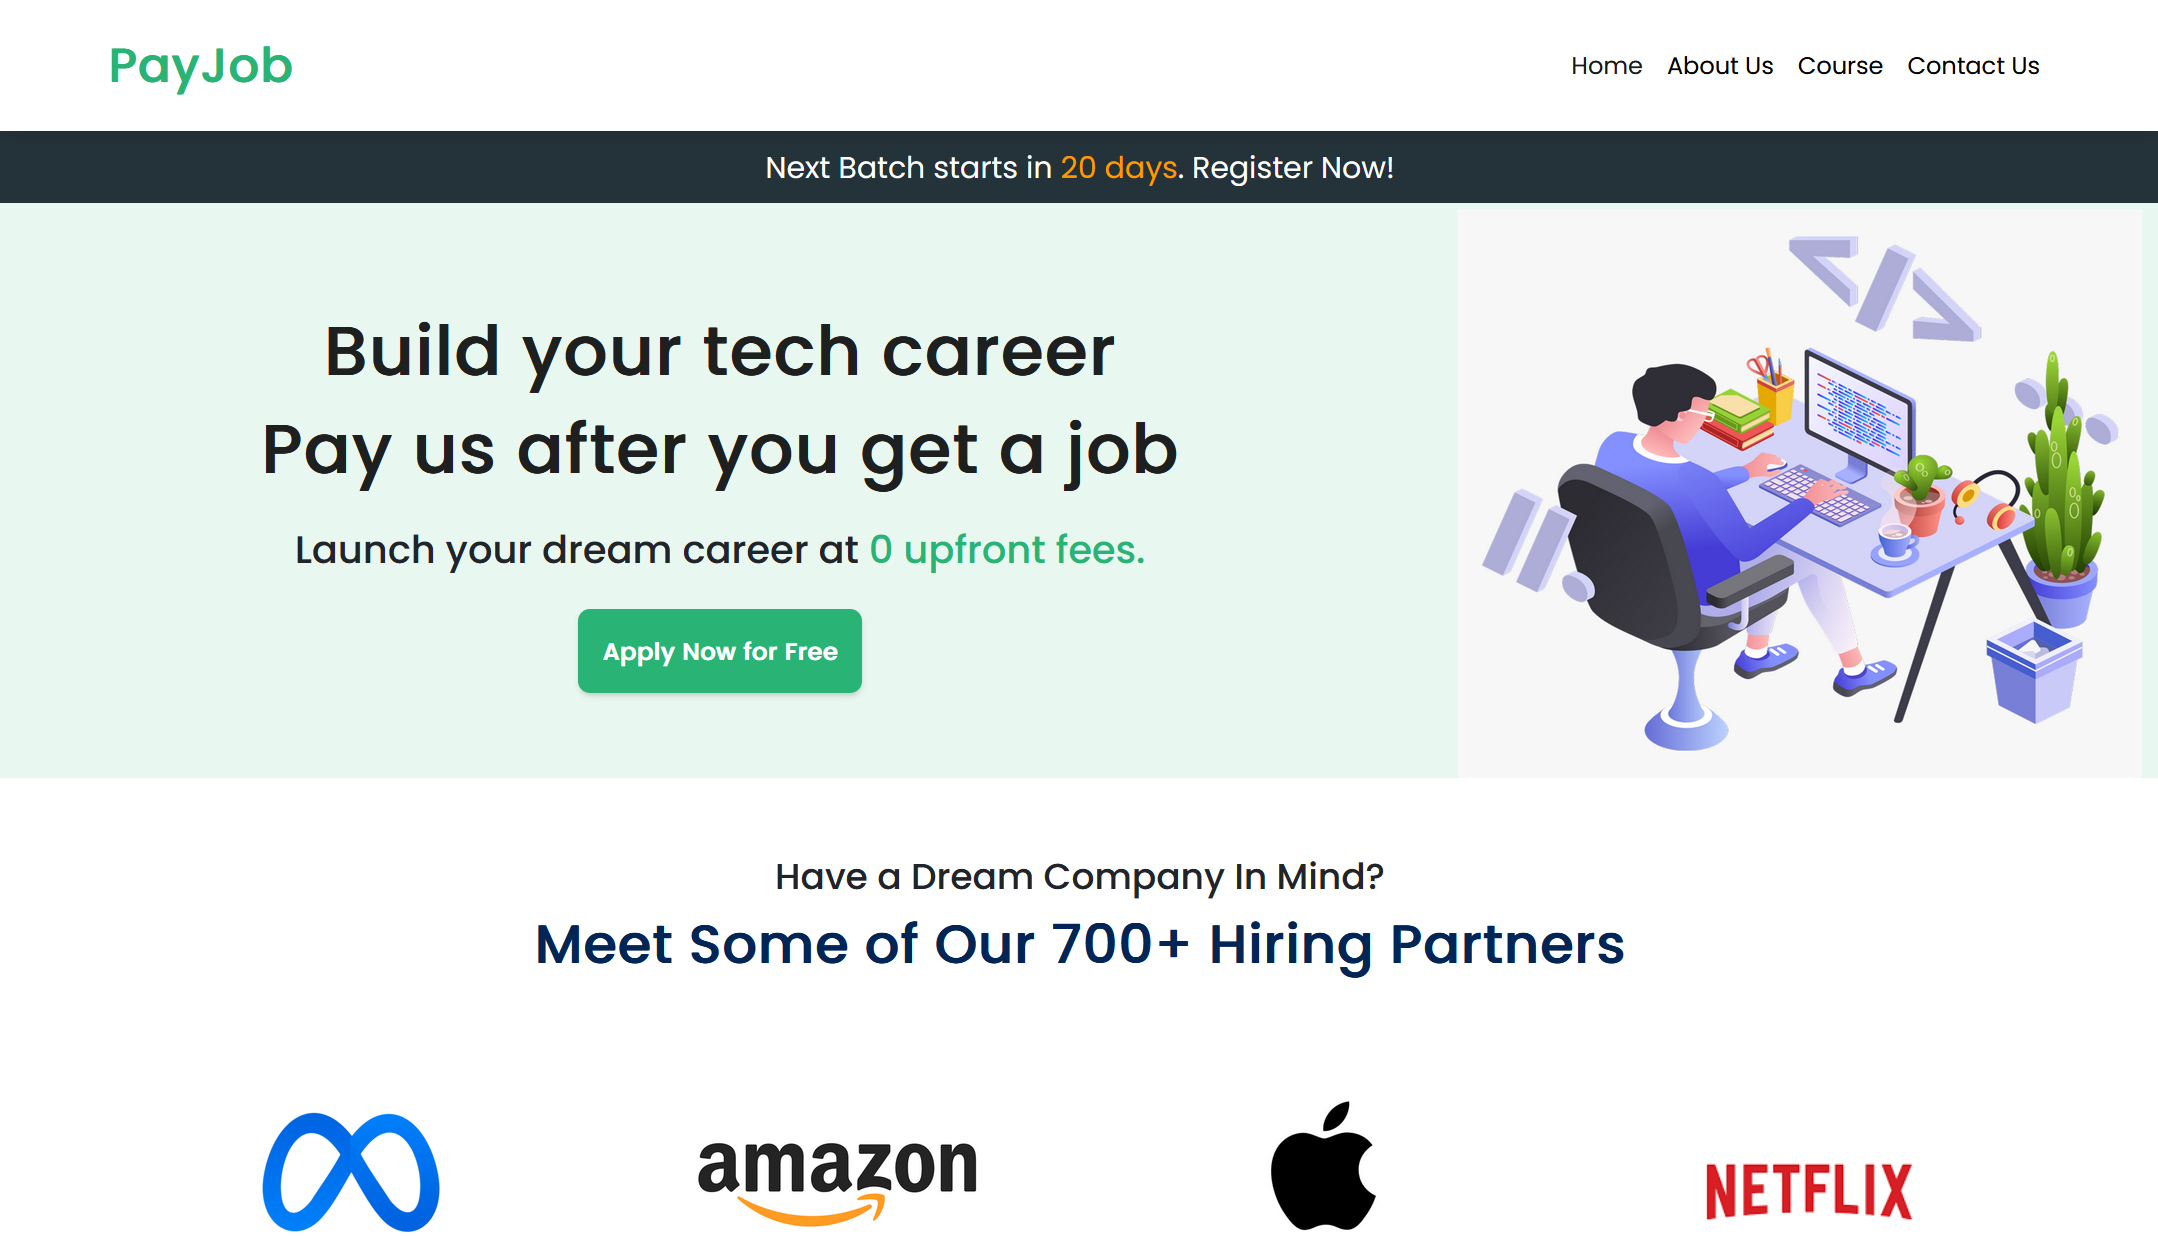 PayJob
Home About Us Course Contact Us
Next Batch starts in 20 days. Register Now!
Build your tech career
Pay us after you get a job
Launch your dream career at 0 upfront fees.
Apply Now for Free
</>
Have a Dream Company In Mind?
Meet Some of Our 700+ Hiring Partners
amazon
NETFLIX